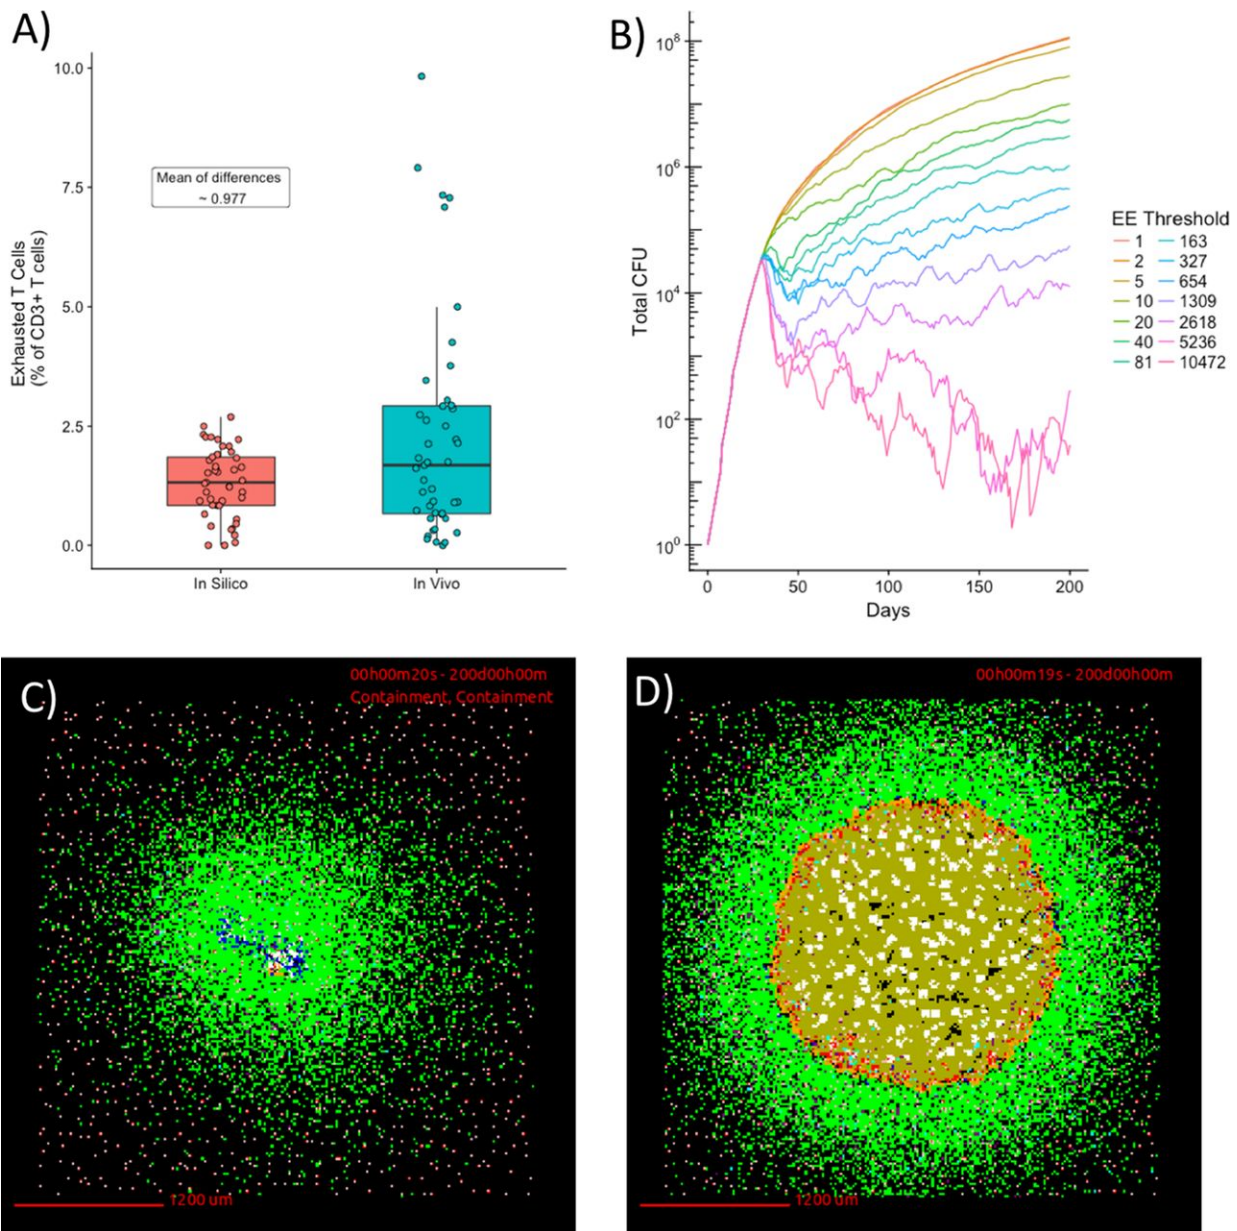 A)
10.0
7.5
5.0
2.5
0.0
Exhausted T Cells
(% of CD3+ T cells)
Mean of differences
~ 0.977
In Silico
In Vivo
B)
10^8
10^6
10^4
10^2
10^0
Total CFU
0 50 100 150 200
Days
EE Threshold
1 163
2 327
5 654
10 1309
20 2618
40 5236
81 10472
C)
00h00m20s - 200d00h00m
Containment, Containment
1200 um
D)
00h00m19s - 200d00h00m
1200 um